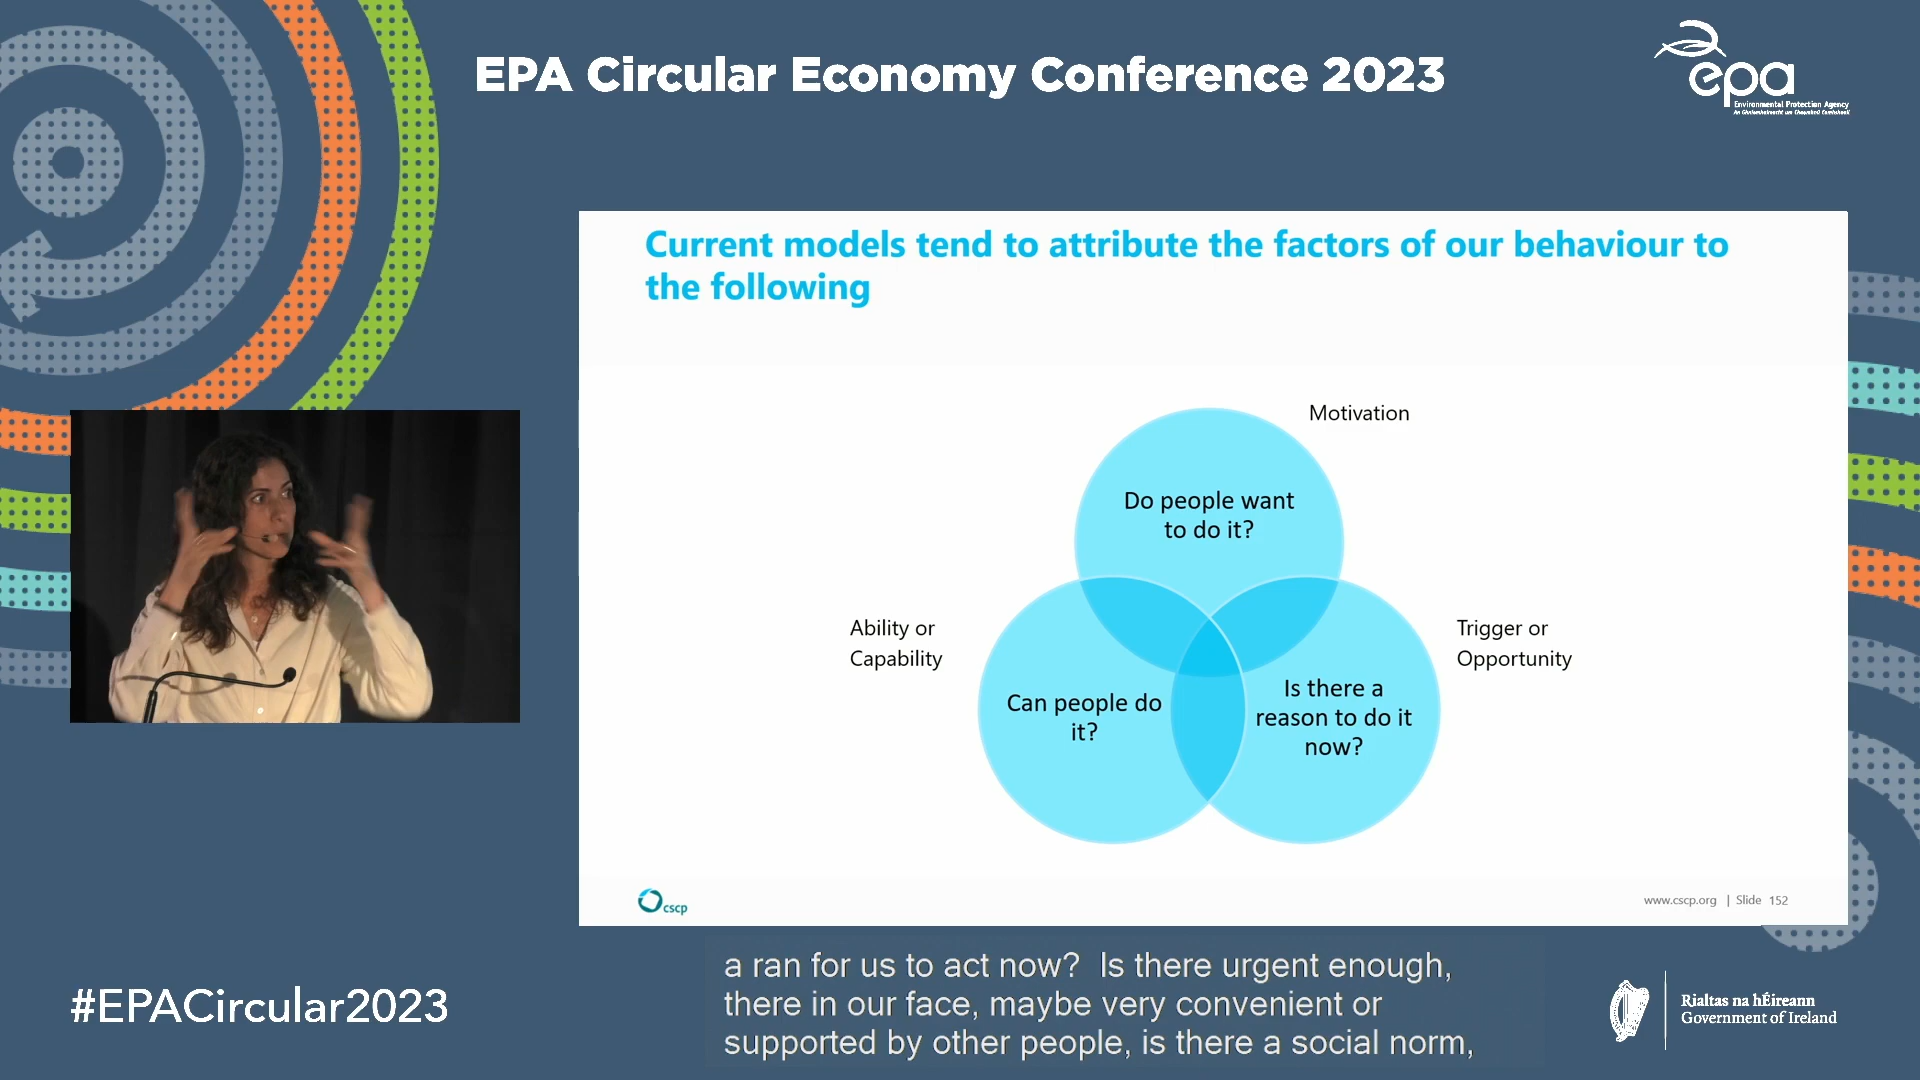 EPA Circular Economy Conference 2023
epa
Environmental Protection Agency
An Ghníomhaireacht um Chaomhnú Comhshaoil
Current models tend to attribute the factors of our behaviour to
the following
Motivation
Do people want
to do it?
Ability or
Capability
Trigger or
Opportunity
Can people do
it?
Is there a
reason to do it
now?
cscp
www.cscp.org | Slide 152
a ran for us to act now? Is there urgent enough,
there in our face, maybe very convenient or
supported by other people, is there a social norm,
#EPACircular2023
Rialtas na hÉireann
Government of Ireland